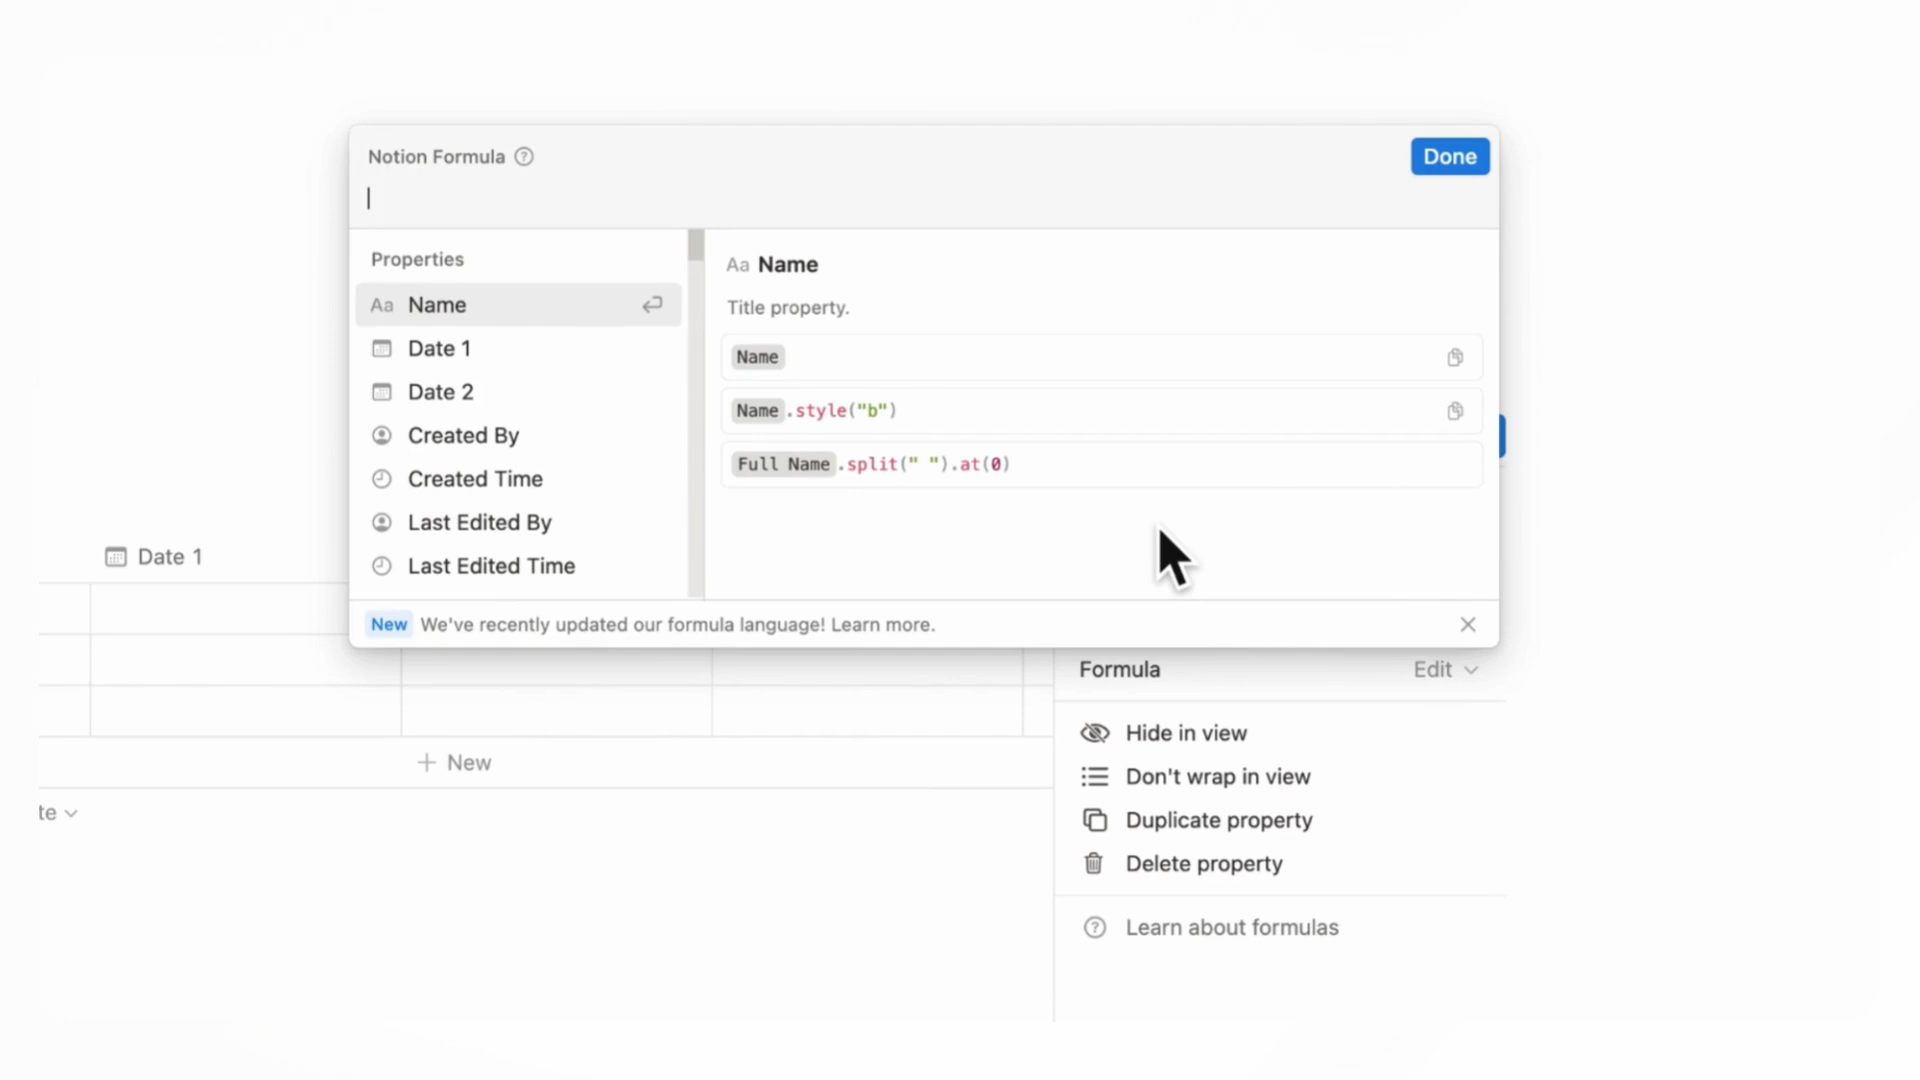 Notion Formula
Done
Properties
Aa Name
Date 1
Date 2
Created By
Created Time
Last Edited By
Last Edited Time
Aa Name
Title property.
Name
Name.style("b")
Full Name.split(" ").at(0)
New We've recently updated our formula language! Learn more.
Date 1
+ New
te
Formula
Edit
Hide in view
Don't wrap in view
Duplicate property
Delete property
Learn about formulas